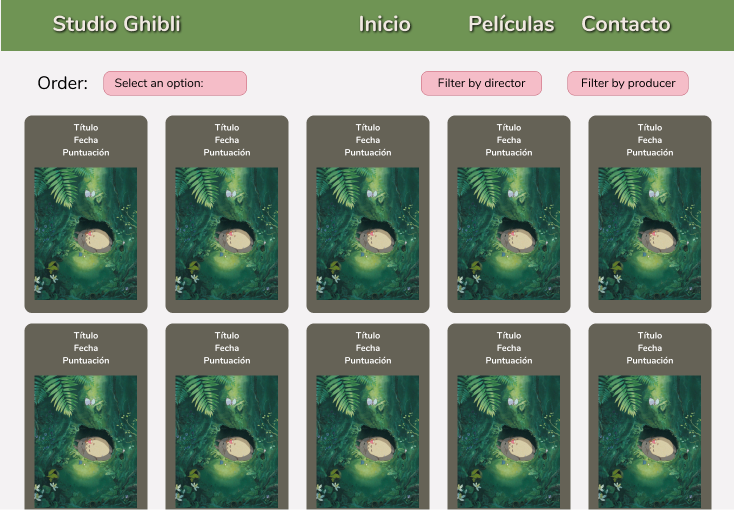 Studio Ghibli Inicio Películas Contacto
Order: Select an option: Filter by director Filter by producer
Título Título Título Título Título
Fecha Fecha Fecha Fecha Fecha
Puntuación Puntuación Puntuación Puntuación Puntuación
Título Título Título Título Título
Fecha Fecha Fecha Fecha Fecha
Puntuación Puntuación Puntuación Puntuación Puntuación